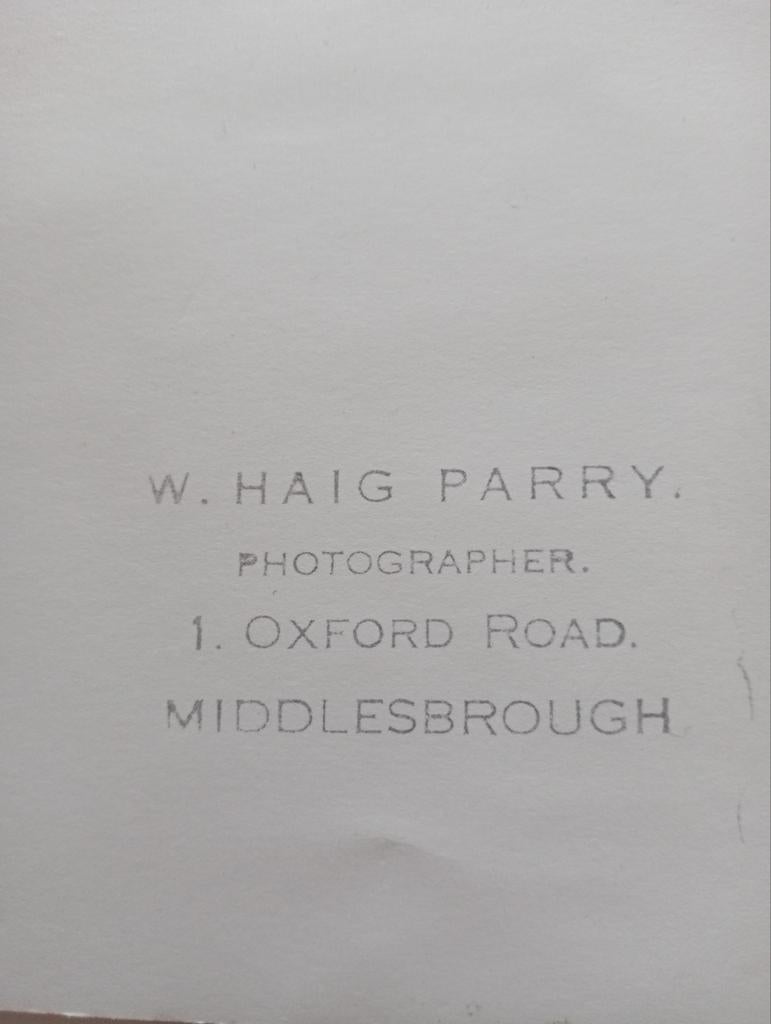 W. HAIG PARRY.
PHOTOGRAPHER.
1. OXFORD ROAD.
MIDDLESBROUGH